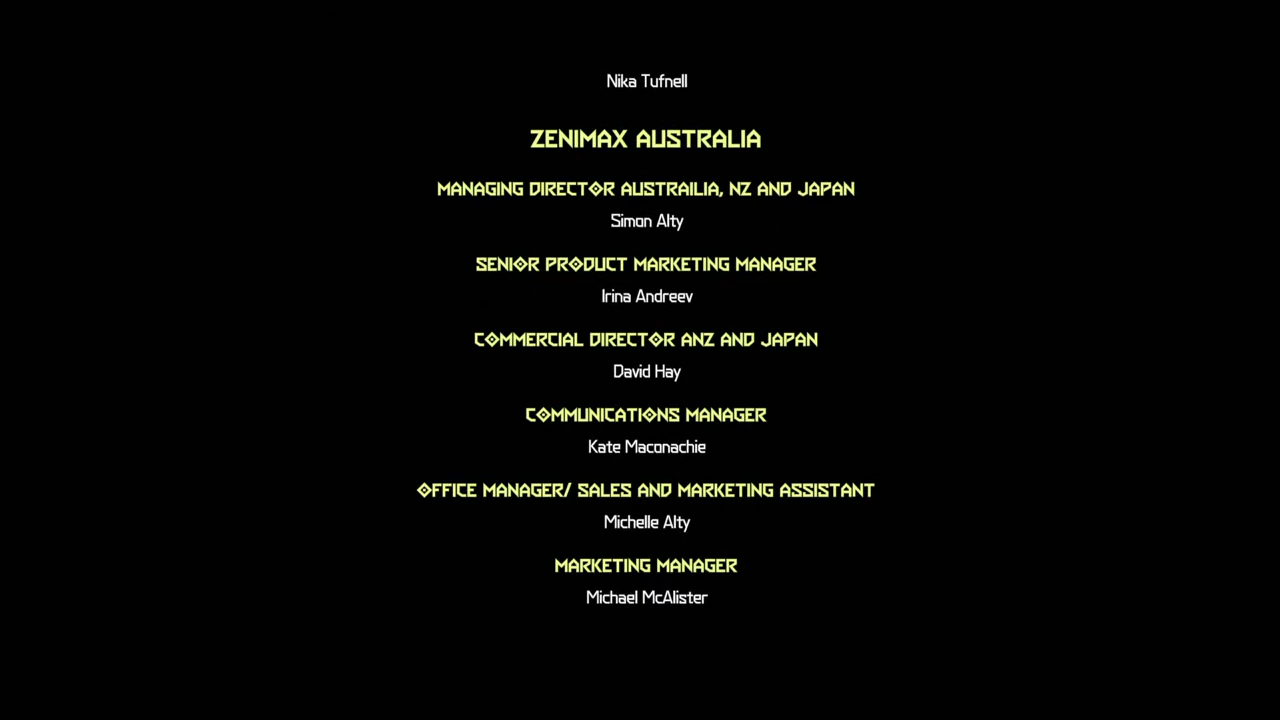 Nika Tufnell
ZENIMAX AUSTRALIA
MANAGING DIRECTOR AUSTRAILIA, NZ AND JAPAN
Simon Alty
SENIOR PRODUCT MARKETING MANAGER
Irina Andreev
COMMERCIAL DIRECTOR ANZ AND JAPAN
David Hay
COMMUNICATIONS MANAGER
Kate Maconachie
OFFICE MANAGER/ SALES AND MARKETING ASSISTANT
Michelle Alty
MARKETING MANAGER
Michael McAlister